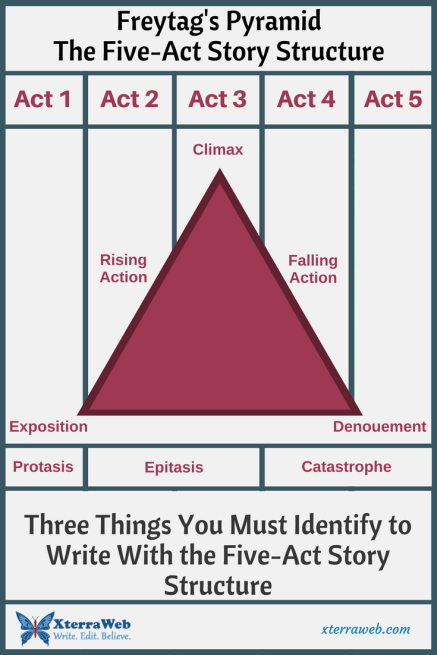 Freytag's Pyramid
The Five-Act Story Structure
Act 1 Act 2 Act 3 Act 4 Act 5
Climax
Rising
Action
Falling
Action
Exposition
Denouement
Protasis Epitasis Catastrophe
Three Things You Must Identify to
Write With the Five-Act Story
Structure
XterraWeb
Write. Edit. Believe.
xterraweb.com